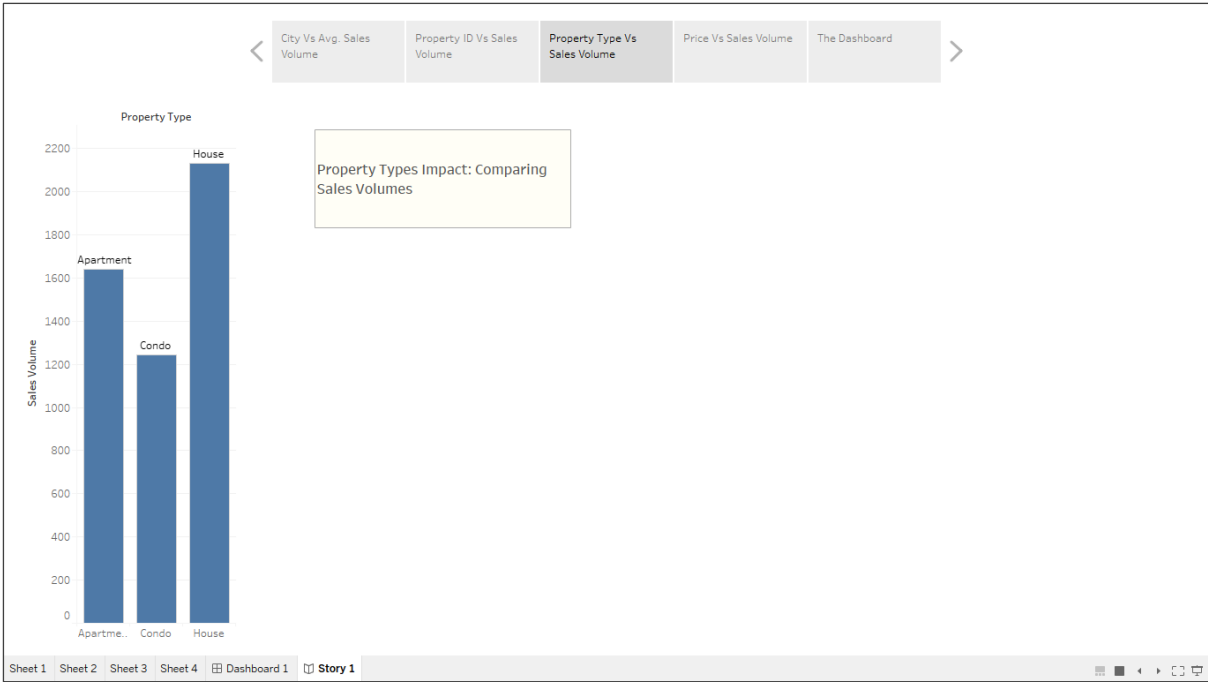 City Vs Avg. Sales
Volume
Property ID Vs Sales
Volume
Property Type Vs
Sales Volume
Price Vs Sales Volume
The Dashboard
Property Type
Property Types Impact: Comparing
Sales Volumes
2200
2000
1800
1600
1400
1200
1000
800
600
400
200
0
Sales Volume
House
Apartment
Condo
Apartme..
Condo
House
Sheet 1
Sheet 2
Sheet 3
Sheet 4
Dashboard 1
Story 1